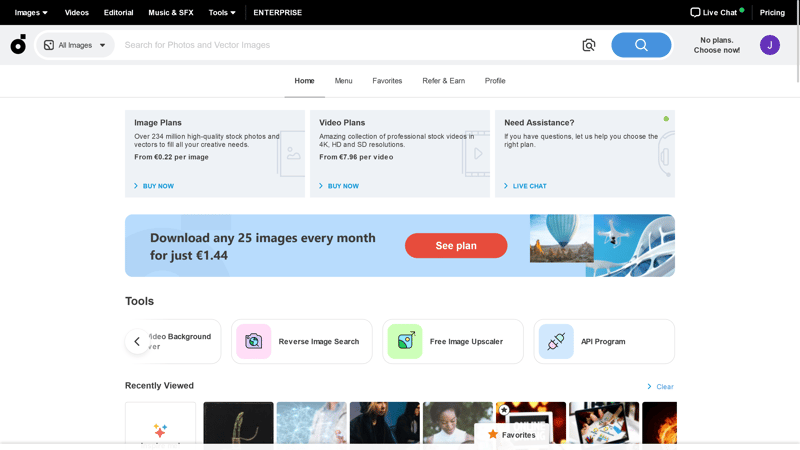 Images Videos Editorial Music & SFX Tools ENTERPRISE Live Chat Pricing
All Images Search for Photos and Vector Images No plans.
Choose now! J
Home Menu Favorites Refer & Earn Profile
Image Plans
Over 234 million high-quality stock photos and
vectors to fill all your creative needs.
From €0.22 per image
BUY NOW
Video Plans
Amazing collection of professional stock videos in
4K, HD and SD resolutions.
From €7.96 per video
BUY NOW
Need Assistance?
If you have questions, let us help you choose the
right plan.
LIVE CHAT
Download any 25 images every month
for just €1.44
See plan
Tools
Video Background
Reverse Image Search
Free Image Upscaler
API Program
Recently Viewed
Clear
Favorites